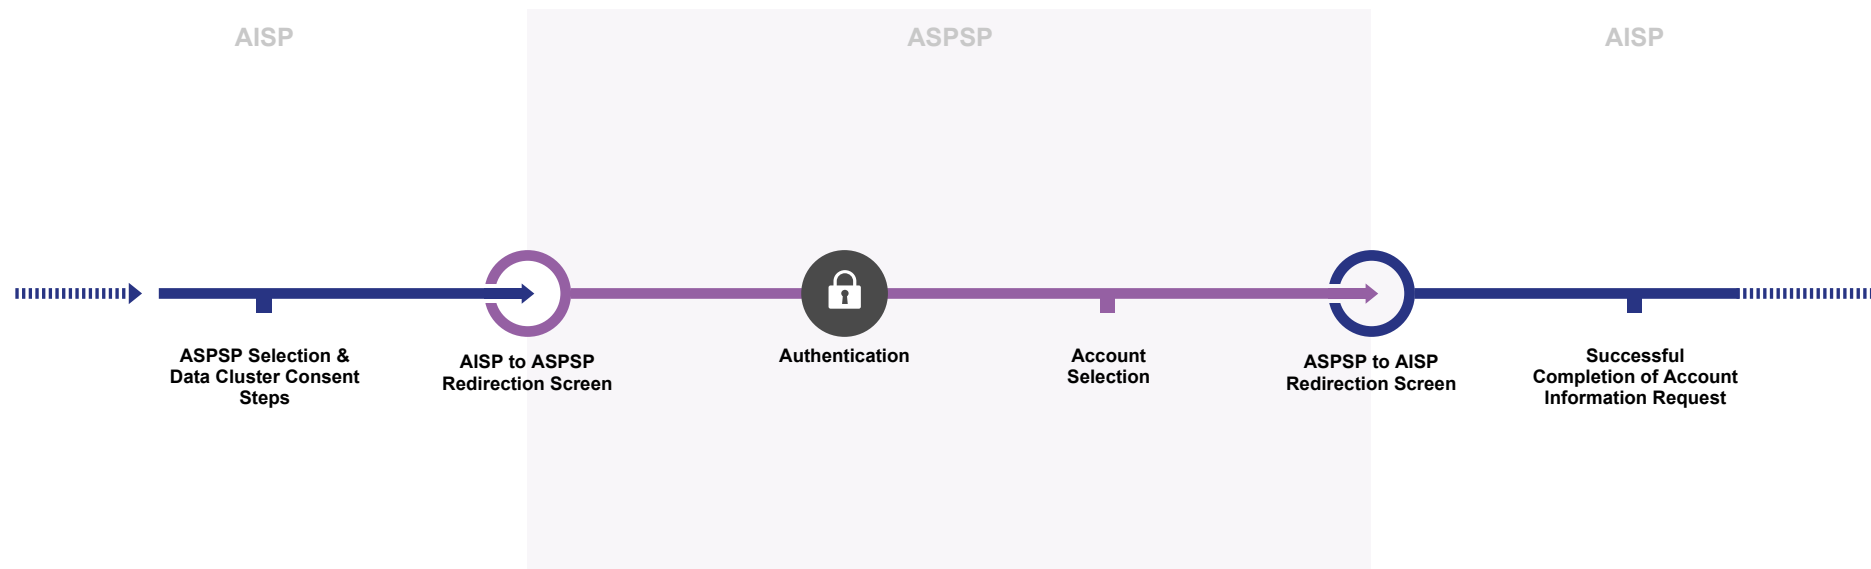 AISP
ASPSP
AISP
ASPSP Selection &
Data Cluster Consent
Steps
AISP to ASPSP
Redirection Screen
Authentication
Account
Selection
ASPSP to AISP
Redirection Screen
Successful
Completion of Account
Information Request